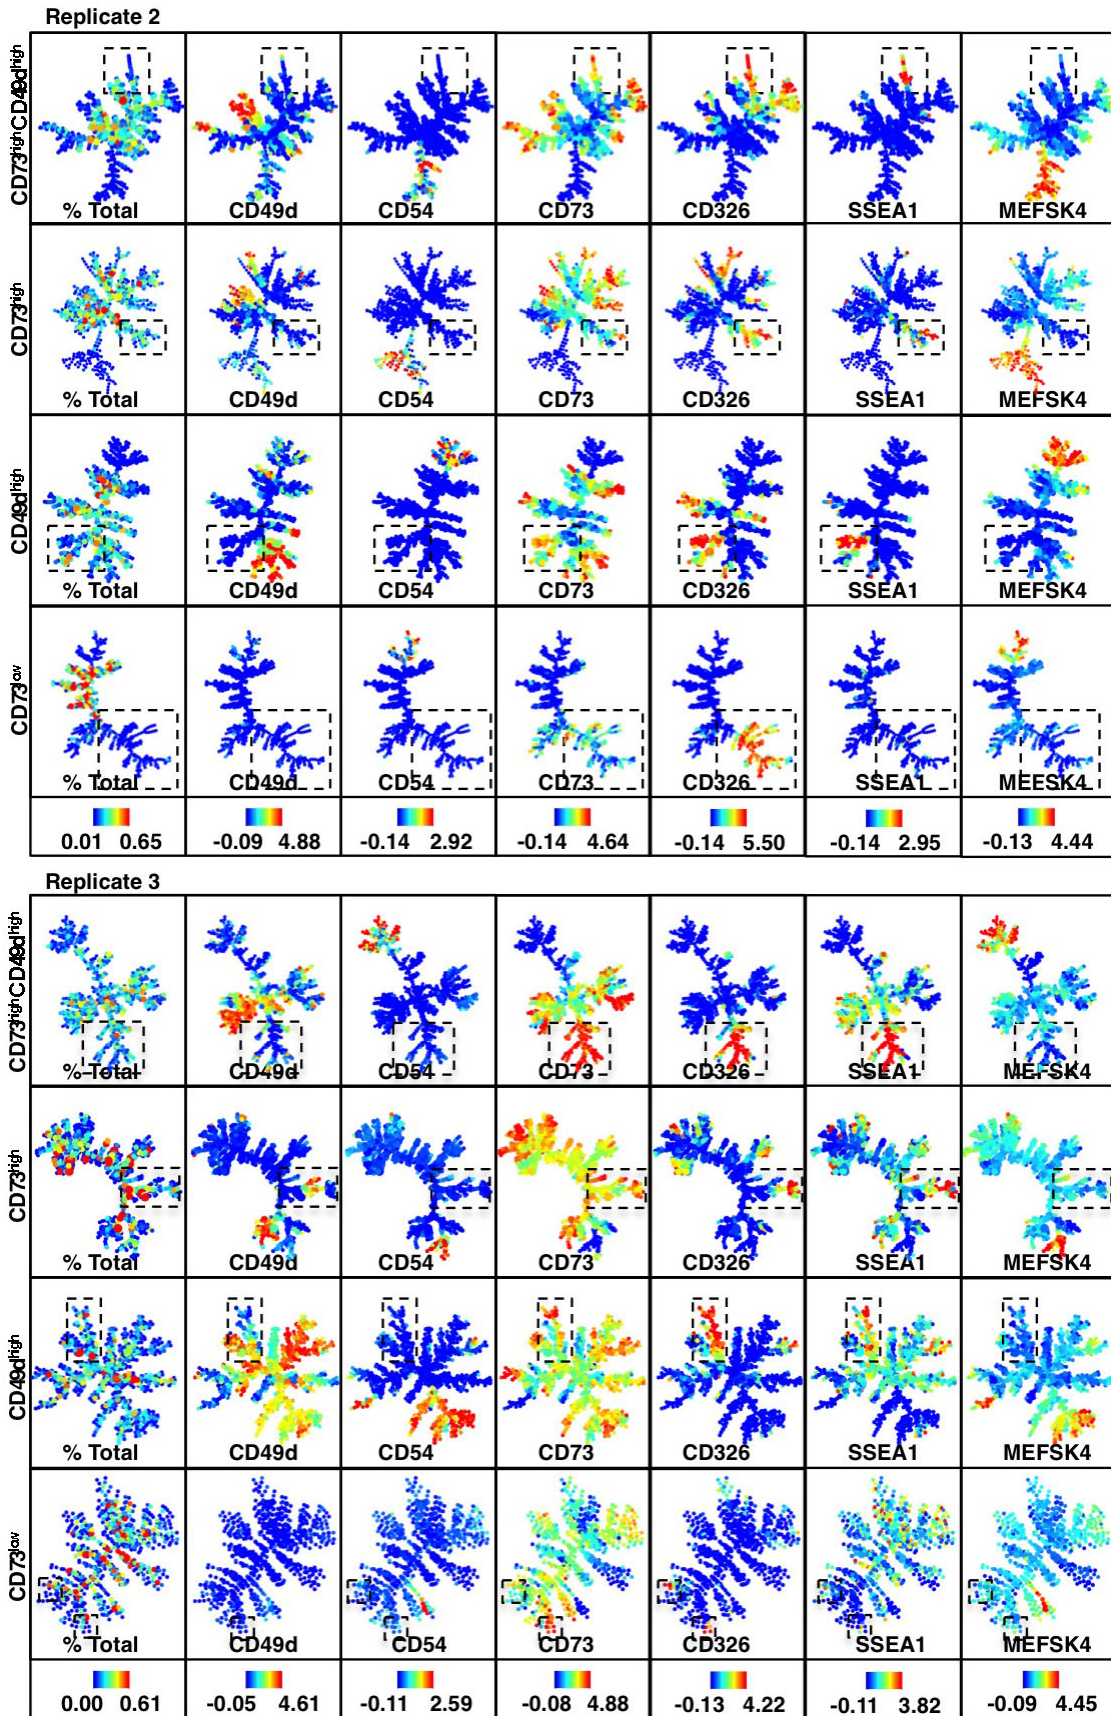 Replicate 2
CD73highCD49dhigh
% Total CD49d CD54 CD73 CD326 SSEA1 MEFSK4
CD73high
% Total CD49d CD54 CD73 CD326 SSEA1 MEFSK4
CD49dhigh
% Total CD49d CD54 CD73 CD326 SSEA1 MEFSK4
CD73low
% Total CD49d CD54 CD73 CD326 SSEA1 MEFSK4
0.01 0.65 -0.09 4.88 -0.14 2.92 -0.14 4.64 -0.14 5.50 -0.14 2.95 -0.13 4.44
Replicate 3
CD73highCD49dhigh
% Total CD49d CD54 CD73 CD326 SSEA1 MEFSK4
CD73high
% Total CD49d CD54 CD73 CD326 SSEA1 MEFSK4
CD49dhigh
% Total CD49d CD54 CD73 CD326 SSEA1 MEFSK4
CD73low
% Total CD49d CD54 CD73 CD326 SSEA1 MEFSK4
0.00 0.61 -0.05 4.61 -0.11 2.59 -0.08 4.88 -0.13 4.22 -0.11 3.82 -0.09 4.45